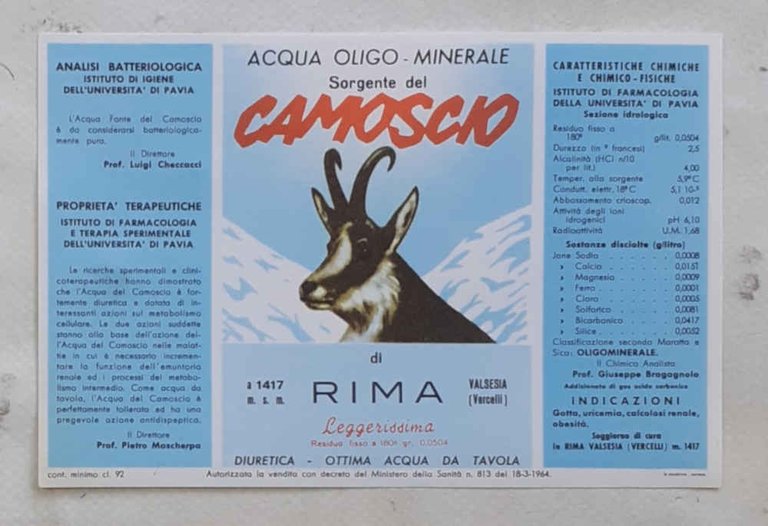 ANALISI BATTERIOLOGICA
ISTITUTO DI IGIENE
DELL'UNIVERSITA' DI PAVIA
L'Acqua Fonte del Camoscio
è da considerarsi batteriologica-
mente pura.
Il Direttore
Prof. Luigi Checcacci
PROPRIETA' TERAPEUTICHE
ISTITUTO DI FARMACOLOGIA
E TERAPIA SPERIMENTALE
DELL'UNIVERSITA' DI PAVIA
Le ricerche sperimentali e clini-
coterapeutiche hanno dimostrato
che l'Acqua del Camoscio è for-
temente diuretica e dotata di in-
teressanti azioni sul metabolismo
cellulare. Le due azioni suddette
stanno alla base dell'azione del-
l'Acqua del Camoscio nelle malat-
tie in cui è necessario incremen-
tare la funzione dell'emuntorio
renale ed i processi del metabo-
lismo intermedio. Come acqua da
tavola, l'Acqua del Camoscio è
perfettamente tollerata ed ha una
pregevole azione antidispeptica.
Il Direttore
Prof. Pietro Mascherpa
cont. minimo cl. 92
ACQUA OLIGO - MINERALE
Sorgente del
CAMOSCIO
di
a 1417
m. s. m.
RIMA
VALSESIA
(Vercelli)
Leggerissima
Residuo fisso a 180º gr. 0,0504
DIURETICA - OTTIMA ACQUA DA TAVOLA
Autorizzata la vendita con decreto del Ministero della Sanità n. 813 del 18-3-1964.
CARATTERISTICHE CHIMICHE
E CHIMICO - FISICHE
ISTITUTO DI FARMACOLOGIA
DELLA UNIVERSITA' DI PAVIA
Sezione idrologica
Residuo fisso a
180º g/lit. 0,0504
Durezza (in º francesi) 2,5
Alcalinità (HCl n/10
per lit.) 4,00
Temper. alla sorgente 5,9º C
Condutt. elettr. 18º C 5,1 10-5
Abbassamento crioscop. 0,012
Attività degli ioni
idrogenici pH 6,10
Radioattività U.M. 1,68
Sostanze disciolte (g/litro)
Jone Sodio . . . . . . 0,0008
» Calcio . . . . . . 0,0151
» Magnesio . . . . . 0,0009
» Ferro . . . . . . 0,0001
» Cloro . . . . . . 0,0005
» Solforico . . . . . 0,0081
» Bicarbonico . . . . 0,0417
» Silice . . . . . . 0,0052
Classificazione secondo Marotta e
Sica: OLIGOMINERALE.
Il Chimico Analista
Prof. Giuseppe Bragagnolo
Addizionata di gas acido carbonico
INDICAZIONI
Gotta, uricemia, calcolosi renale,
obesità.
Soggiorno di cura
in RIMA VALSESIA (VERCELLI) m. 1417